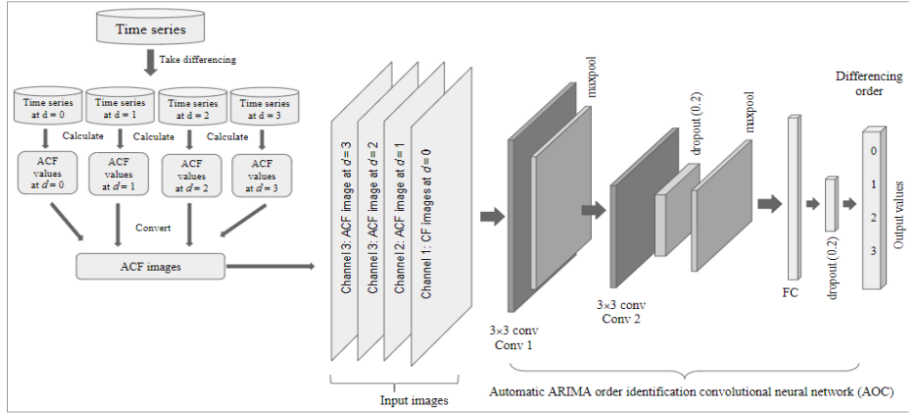 Time series
Take differencing
Time series
at d = 0
Time series
at d = 1
Time series
at d = 2
Time series
at d = 3
Calculate
Calculate
Calculate
ACF
values
at d = 0
ACF
values
at d = 1
ACF
values
at d = 2
ACF
values
at d = 3
Convert
ACF images
Channel 3: ACF image at d = 3
Channel 3: ACF image at d = 2
Channel 2: ACF image at d = 1
Channel 1: CF images at d = 0
Input images
maxpool
3×3 conv
Conv 1
dropout (0.2)
maxpool
3×3 conv
Conv 2
FC
dropout (0.2)
Differencing
order
0
1
2
3
Output values
Automatic ARIMA order identification convolutional neural network (AOC)